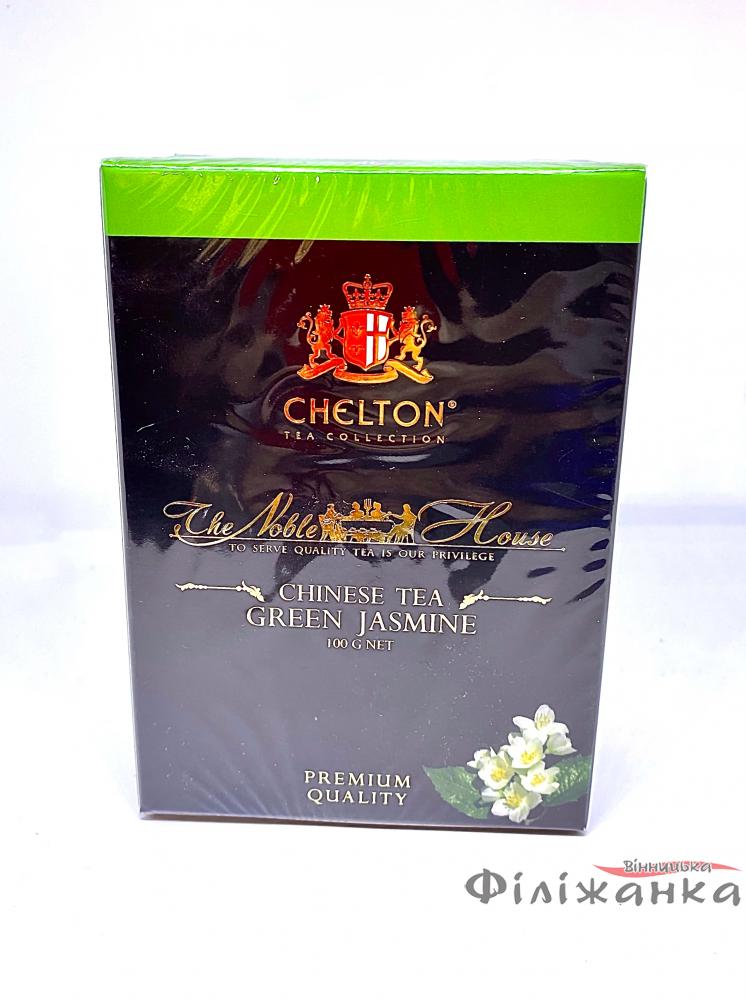 CHELTON®
TEA COLLECTION
The Noble House
TO SERVE QUALITY TEA IS OUR PRIVILEGE
CHINESE TEA
GREEN JASMINE
100 G NET
PREMIUM
QUALITY
Вінницька
Філіжанка